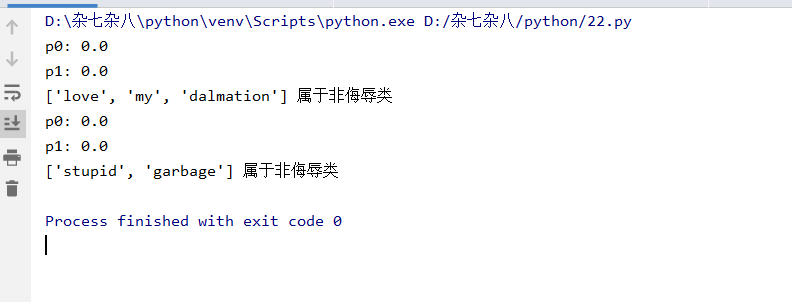 D:\杂七杂八\python\venv\Scripts\python.exe D:/杂七杂八/python/22.py
p0: 0.0
p1: 0.0
['love', 'my', 'dalmation'] 属于非侮辱类
p0: 0.0
p1: 0.0
['stupid', 'garbage'] 属于非侮辱类
Process finished with exit code 0